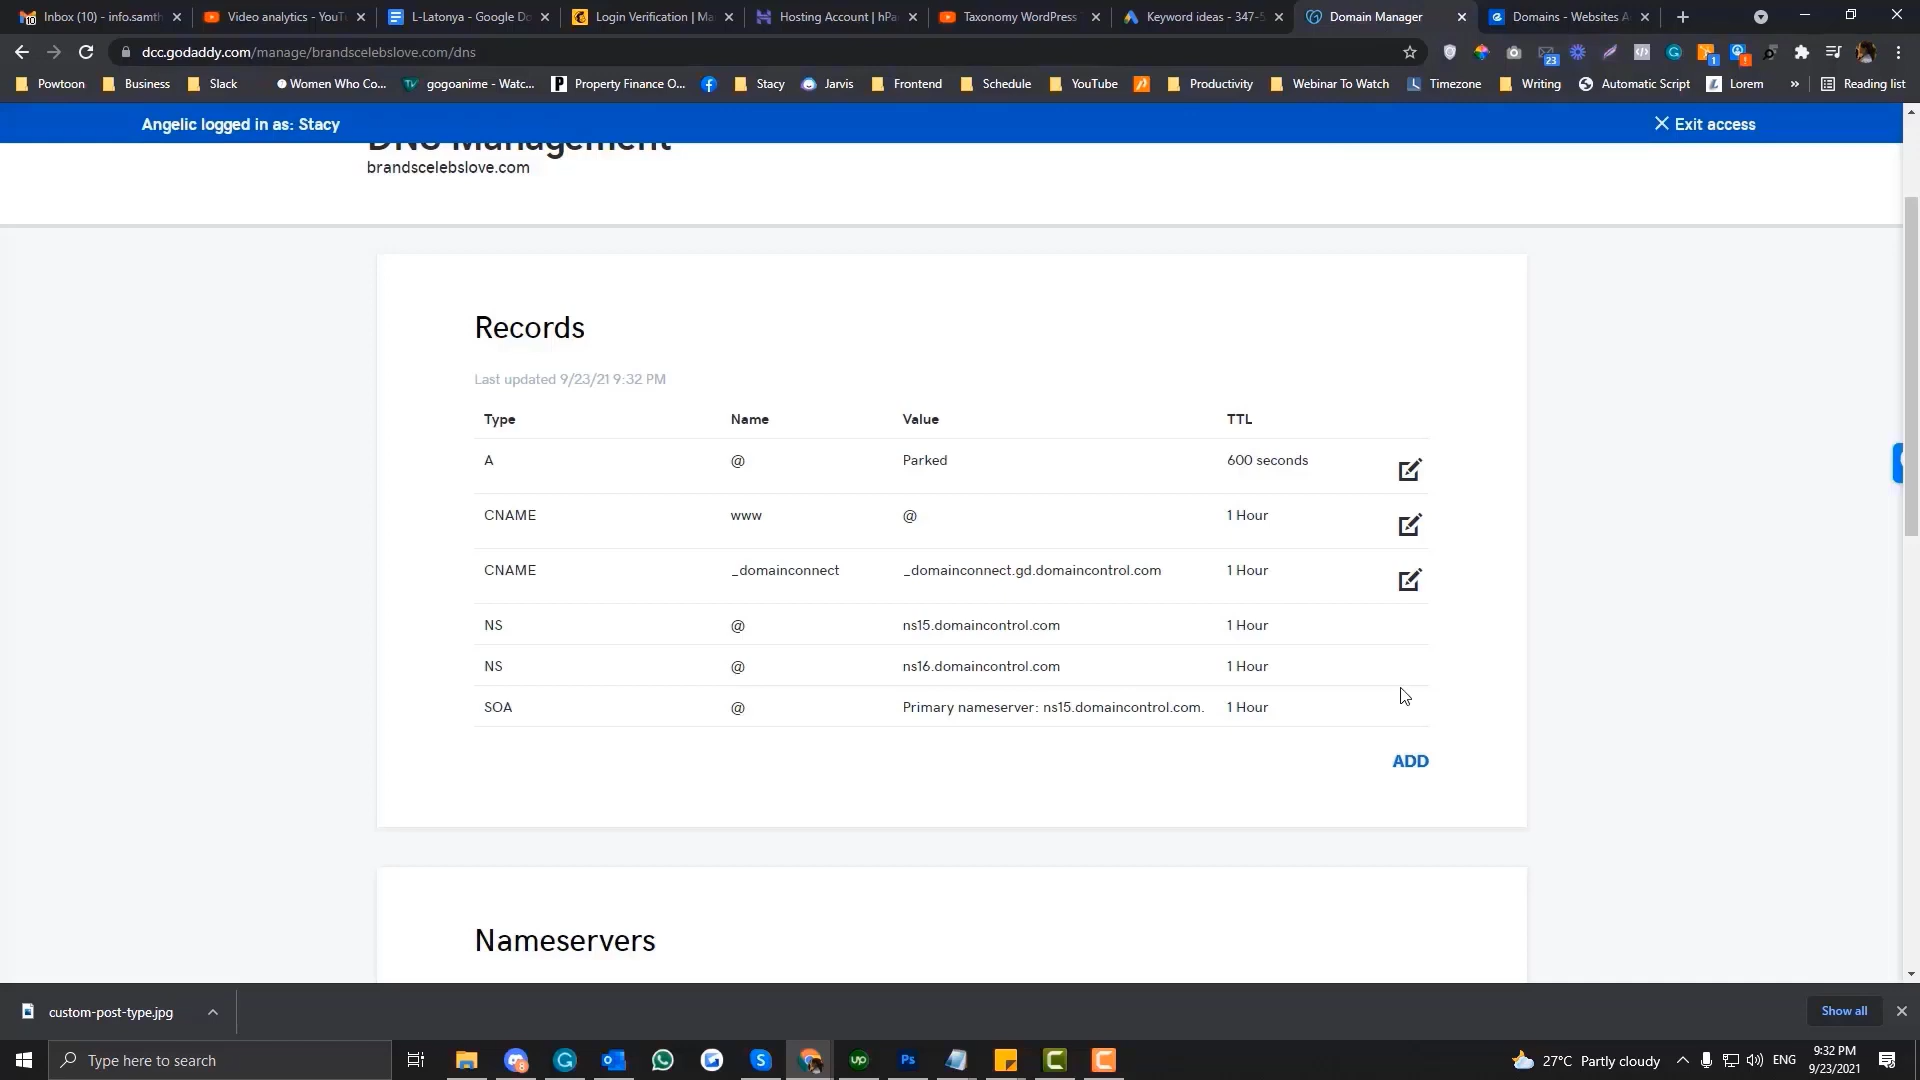 Inbox (10) - info.samth
Video analytics - YouT
L-Latonya - Google Do
Login Verification | Ma
Hosting Account | hPa
Taxonomy WordPress
Keyword ideas - 347-5
Domain Manager
Domains - Websites A
dcc.godaddy.com/manage/brandscelebslove.com/dns
23
1
Powtoon
Business
Slack
Women Who Co...
gogoanime - Watc...
Property Finance O...
Stacy
Jarvis
Frontend
Schedule
YouTube
Productivity
Webinar To Watch
Timezone
Writing
Automatic Script
Lorem
»
Reading list
Angelic logged in as: Stacy
Exit access
DNS Management
brandscelebslove.com
Records
Last updated 9/23/21 9:32 PM
Type Name Value TTL
A @ Parked 600 seconds
CNAME www @ 1 Hour
CNAME _domainconnect _domainconnect.gd.domaincontrol.com 1 Hour
NS @ ns15.domaincontrol.com 1 Hour
NS @ ns16.domaincontrol.com 1 Hour
SOA @ Primary nameserver: ns15.domaincontrol.com. 1 Hour
ADD
Nameservers
custom-post-type.jpg
Show all
Type here to search
27°C Partly cloudy
ENG
9:32 PM
9/23/2021